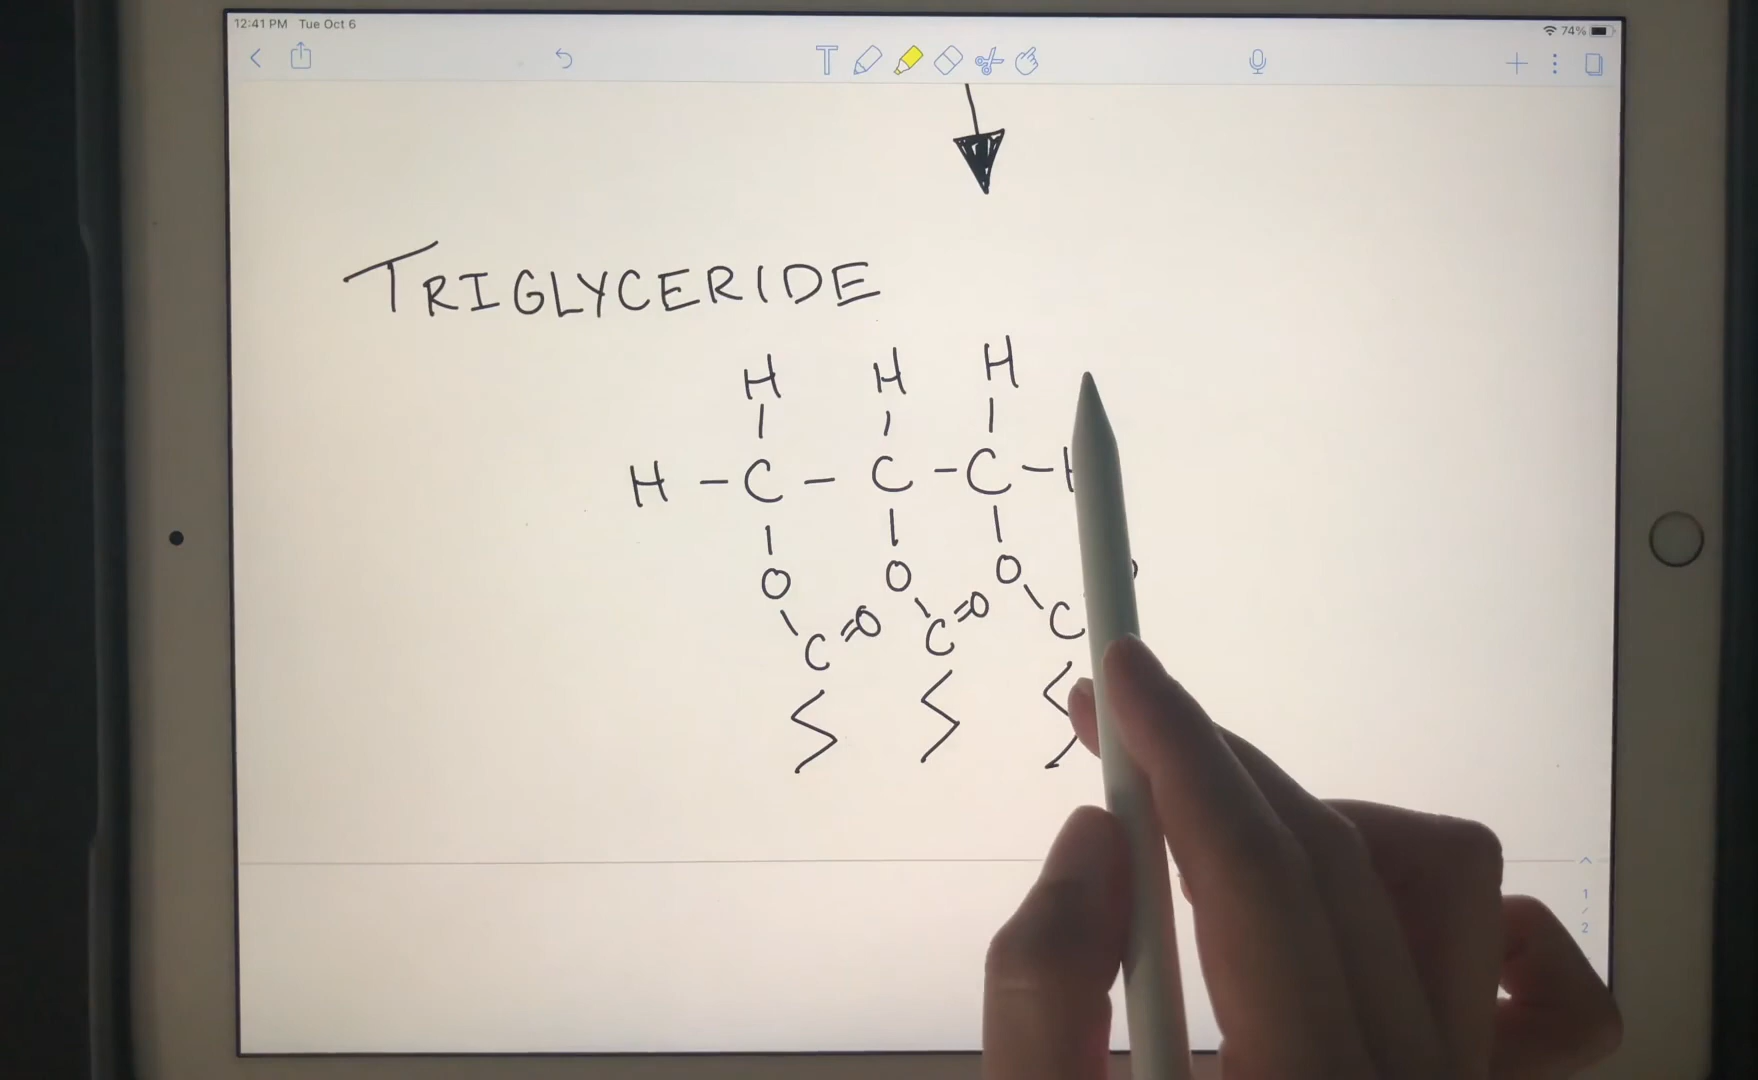 12:41 PM Tue Oct 6
74%
T
TRIGLYCERIDE
H H H
H - C - C - C -
O O O
C=O C=O C
1
/
2